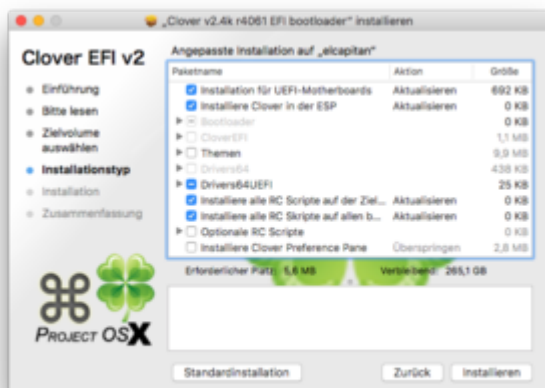 „Clover v2.4k r4061 EFI bootloader“ installieren
Clover EFI v2
Einführung
Bitte lesen
Zielvolume
auswählen
Installationstyp
Installation
Zusammenfassung
PROJECT OSX
Angepasste Installation auf „elcapitan“
Paketname Aktion Größe
Installation für UEFI-Motherboards Aktualisieren 692 KB
Installiere Clover in der ESP Aktualisieren 0 KB
Bootloader 0 KB
CloverEFI 1,1 MB
Themen 9,9 MB
Drivers64 438 KB
Drivers64UEFI 25 KB
Installiere alle RC Scripte auf der Ziel... Aktualisieren 0 KB
Installiere alle RC Skripte auf allen b... Aktualisieren 0 KB
Optionale RC Scripte 0 KB
Installiere Clover Preference Pane Überspringen 2,8 MB
Erforderlicher Platz: 5,6 MB Verbleibend: 265,1 GB
Standardinstallation Zurück Installieren